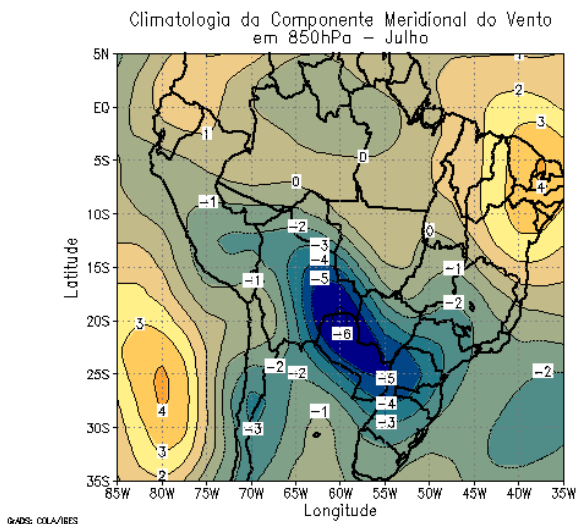 Climatologia da Componente Meridional do Vento
em 850hPa – Julho
5N
EQ
5S
10S
15S
20S
25S
30S
35S
Latitude
85W 80W 75W 70W 65W 60W 55W 50W 45W 40W 35W
Longitude
2
2
3
1
0
4
0
-1
-2
0
-3
-4
-1
-5
-1
-2
3
-6
-2
-2
-5
-2
4
-4
-1
-3
-3
3
2
GrADS: COLA/IGES